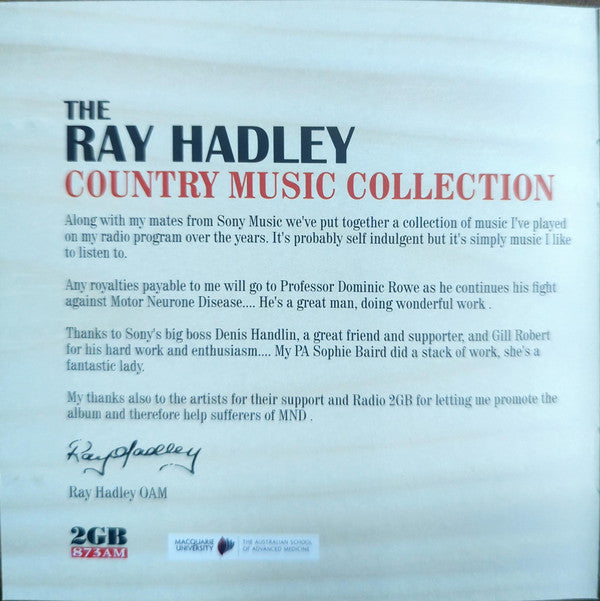 THE
RAY HADLEY
COUNTRY MUSIC COLLECTION
Along with my mates from Sony Music we've put together a collection of music I've played
on my radio program over the years. It's probably self indulgent but it's simply music I like
to listen to.
Any royalties payable to me will go to Professor Dominic Rowe as he continues his fight
against Motor Neurone Disease.... He's a great man, doing wonderful work .
Thanks to Sony's big boss Denis Handlin, a great friend and supporter, and Gill Robert
for his hard work and enthusiasm.... My PA Sophie Baird did a stack of work, she's a
fantastic lady.
My thanks also to the artists for their support and Radio 2GB for letting me promote the
album and therefore help sufferers of MND .
Ray Hadley
Ray Hadley OAM
2GB
873AM
MACQUARIE
UNIVERSITY
THE AUSTRALIAN SCHOOL
OF ADVANCED MEDICINE